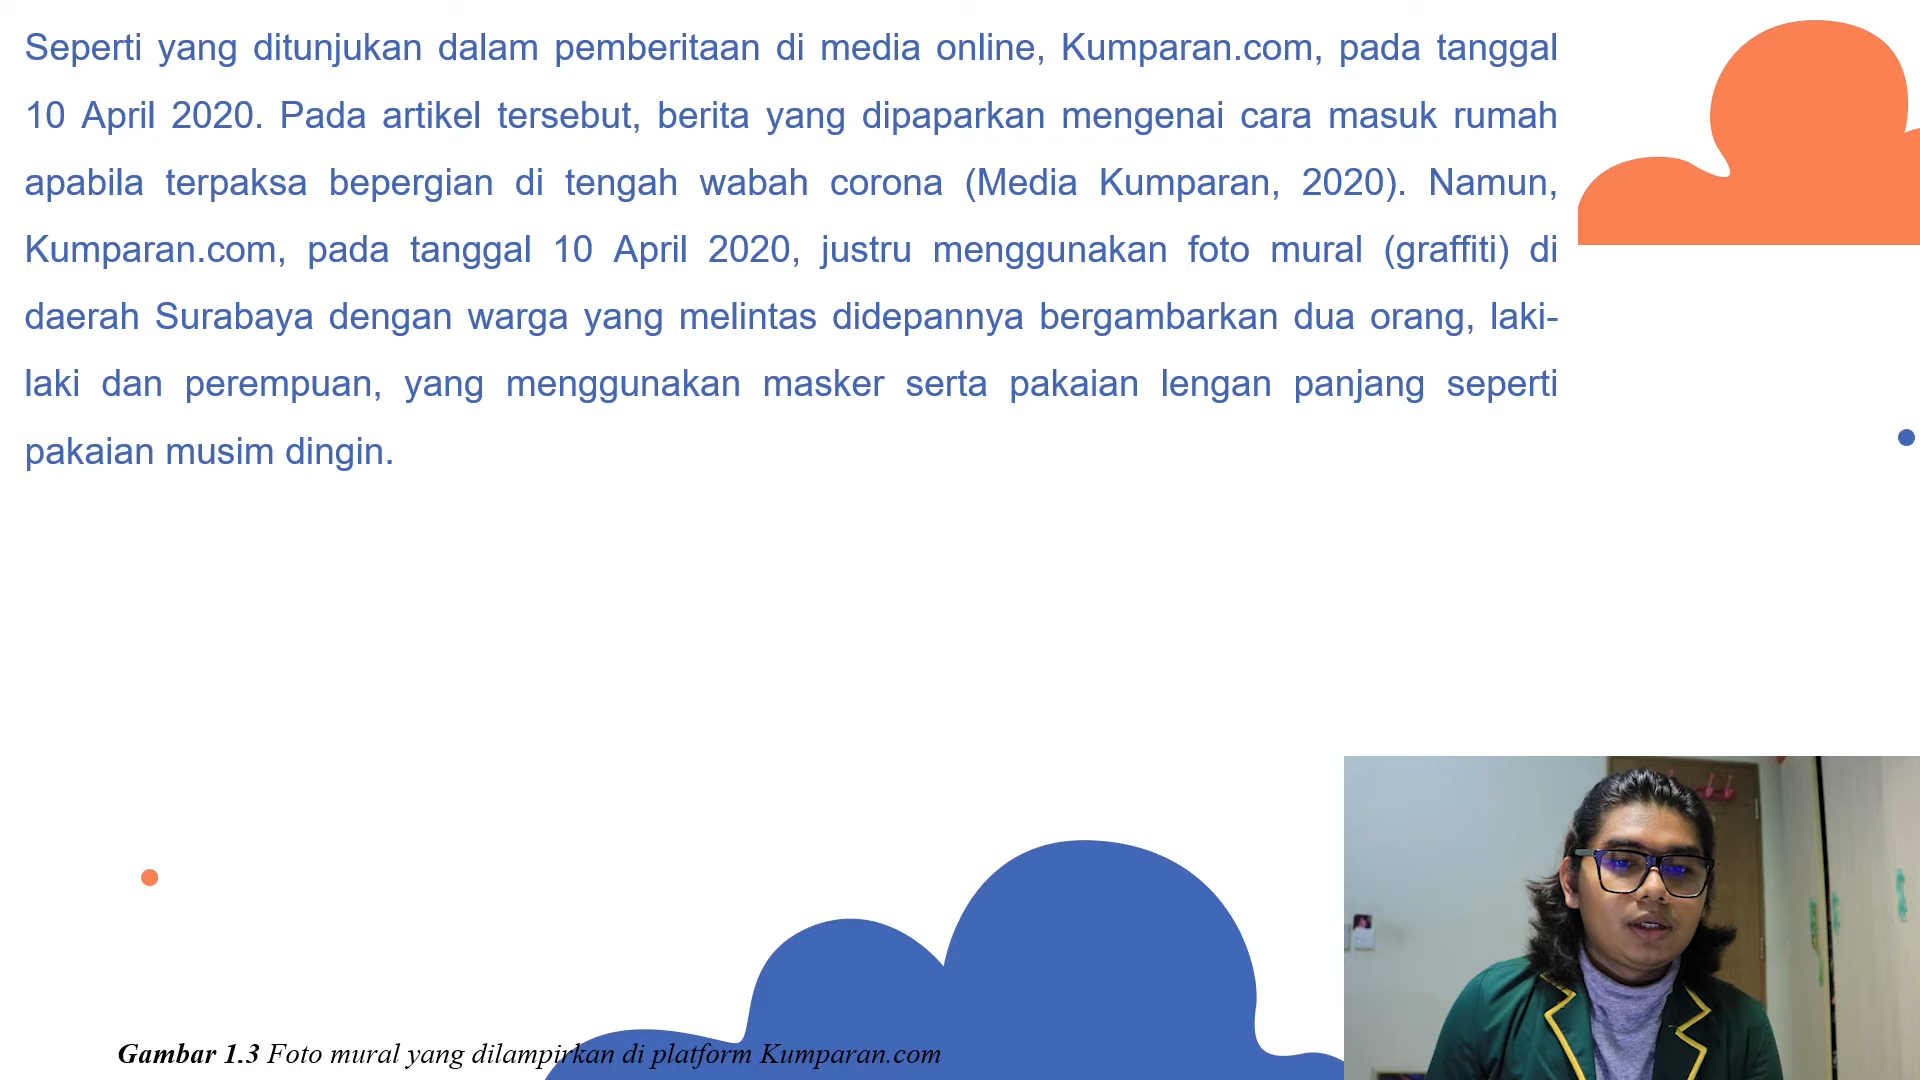 Seperti yang ditunjukan dalam pemberitaan di media online, Kumparan.com, pada tanggal
10 April 2020. Pada artikel tersebut, berita yang dipaparkan mengenai cara masuk rumah
apabila terpaksa bepergian di tengah wabah corona (Media Kumparan, 2020). Namun,
Kumparan.com, pada tanggal 10 April 2020, justru menggunakan foto mural (graffiti) di
daerah Surabaya dengan warga yang melintas didepannya bergambarkan dua orang, laki-
laki dan perempuan, yang menggunakan masker serta pakaian lengan panjang seperti
pakaian musim dingin.
Gambar 1.3 Foto mural yang dilampirkan di platform Kumparan.com